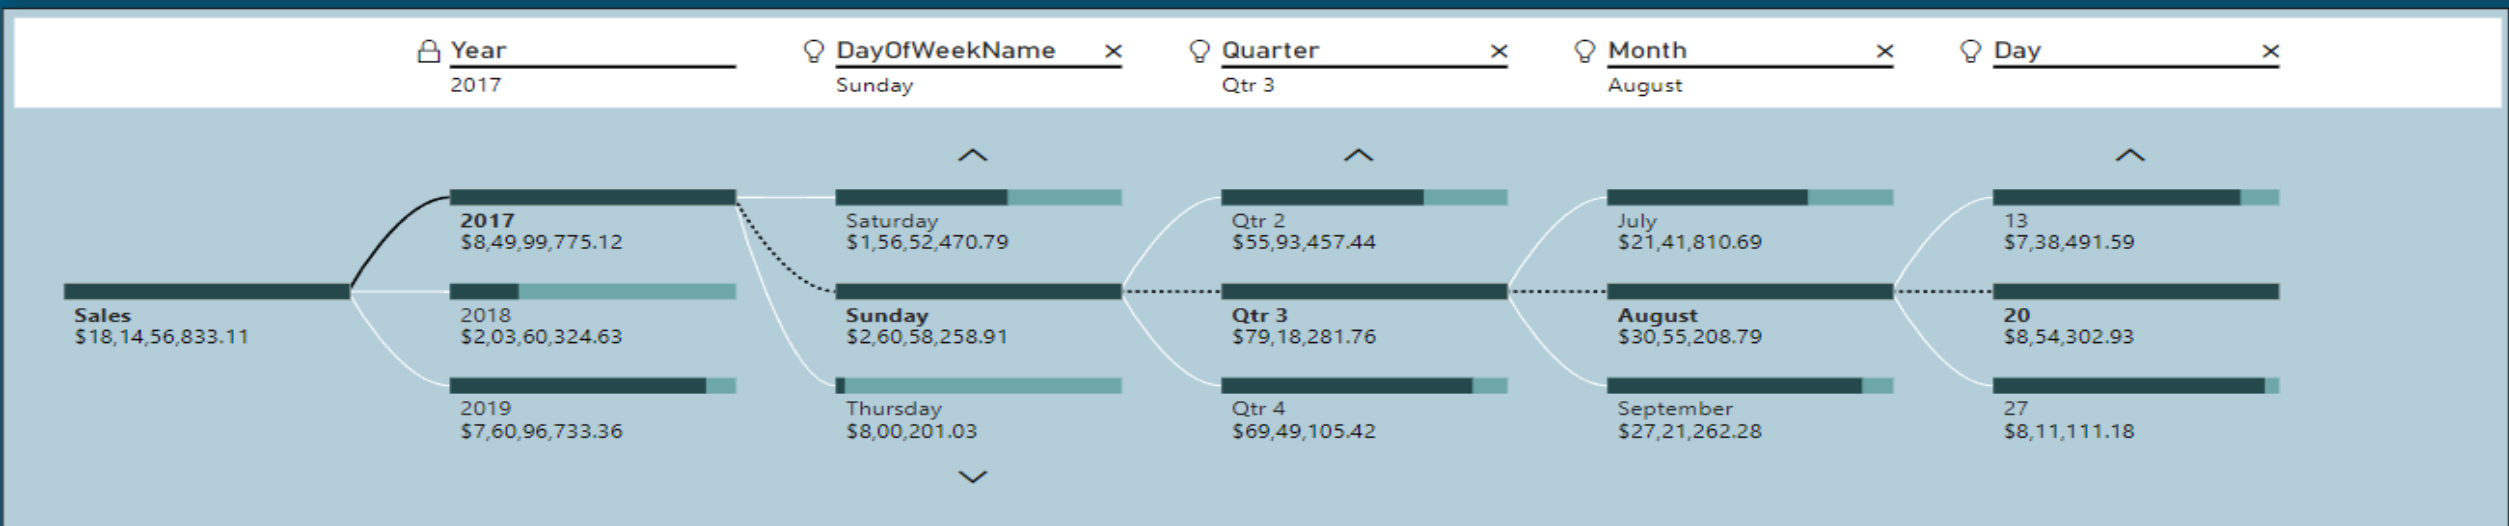 Year
2017
DayOfWeekName
Sunday
Quarter
Qtr 3
Month
August
Day
Sales
$18,14,56,833.11
2017
$8,49,99,775.12
2018
$2,03,60,324.63
2019
$7,60,96,733.36
Saturday
$1,56,52,470.79
Sunday
$2,60,58,258.91
Thursday
$8,00,201.03
Qtr 2
$55,93,457.44
Qtr 3
$79,18,281.76
Qtr 4
$69,49,105.42
July
$21,41,810.69
August
$30,55,208.79
September
$27,21,262.28
13
$7,38,491.59
20
$8,54,302.93
27
$8,11,111.18